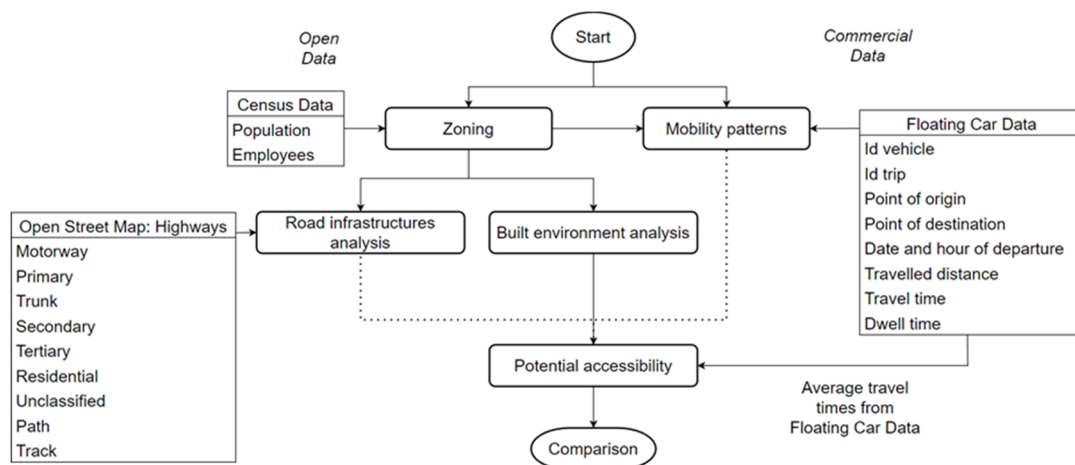 Open
Data
Start
Commercial
Data
Census Data
Population
Employees
Zoning
Mobility patterns
Floating Car Data
Id vehicle
Id trip
Point of origin
Point of destination
Date and hour of departure
Travelled distance
Travel time
Dwell time
Open Street Map: Highways
Motorway
Primary
Trunk
Secondary
Tertiary
Residential
Unclassified
Path
Track
Road infrastructures
analysis
Built environment analysis
Potential accessibility
Average travel
times from
Floating Car Data
Comparison